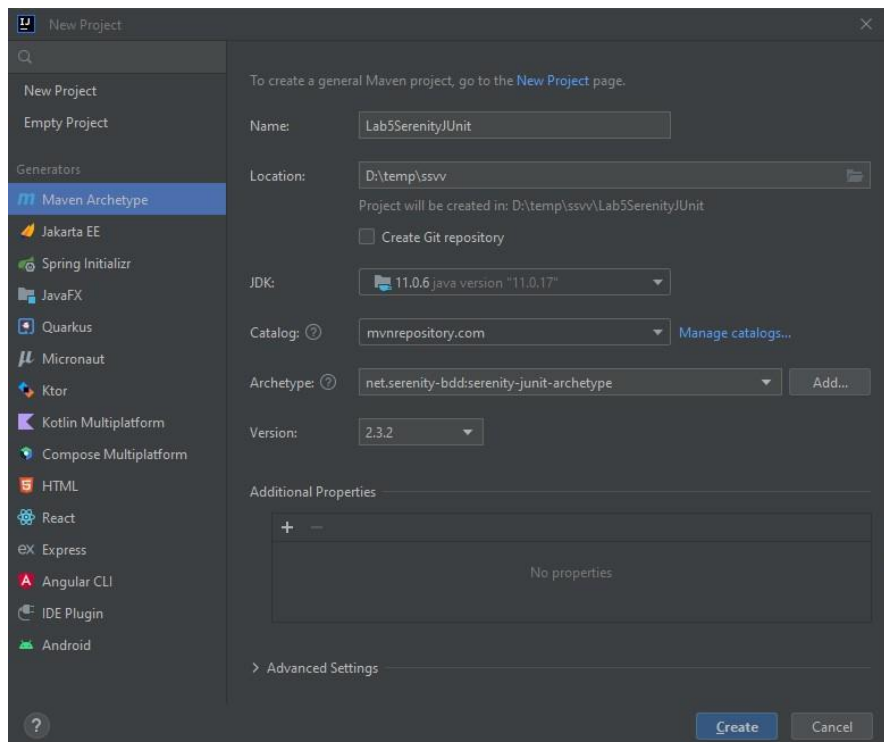 New Project
New Project
Empty Project
Generators
Maven Archetype
Jakarta EE
Spring Initializr
JavaFX
Quarkus
Micronaut
Ktor
Kotlin Multiplatform
Compose Multiplatform
HTML
React
ex Express
Angular CLI
IDE Plugin
Android
?
To create a general Maven project, go to the New Project page.
Name: Lab5SerenityJUnit
Location: D:\temp\ssvv
Project will be created in: D:\temp\ssvv\Lab5SerenityJUnit
Create Git repository
JDK: 11.0.6 java version "11.0.17"
Catalog: ? mvnrepository.com Manage catalogs...
Archetype: ? net.serenity-bdd:serenity-junit-archetype Add...
Version: 2.3.2
Additional Properties
No properties
Advanced Settings
Create Cancel